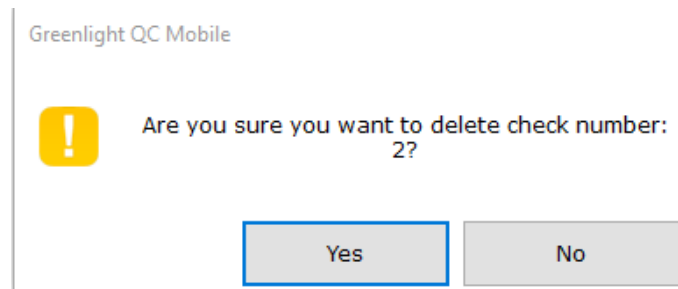 Greenlight QC Mobile
Are you sure you want to delete check number:
2?
Yes
No